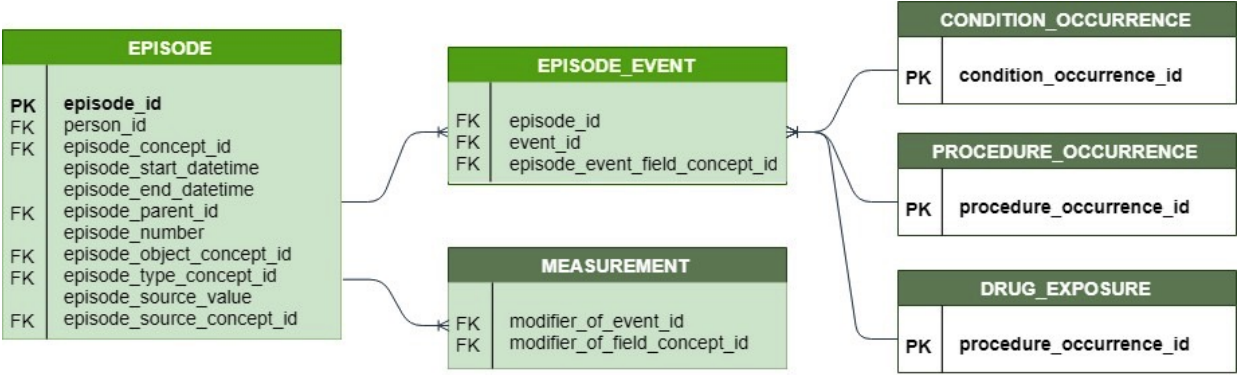 EPISODE
PK episode_id
FK person_id
FK episode_concept_id
episode_start_datetime
episode_end_datetime
FK episode_parent_id
episode_number
FK episode_object_concept_id
FK episode_type_concept_id
episode_source_value
FK episode_source_concept_id
EPISODE_EVENT
FK episode_id
FK event_id
FK episode_event_field_concept_id
MEASUREMENT
FK modifier_of_event_id
FK modifier_of_field_concept_id
CONDITION_OCCURRENCE
PK condition_occurrence_id
PROCEDURE_OCCURRENCE
PK procedure_occurrence_id
DRUG_EXPOSURE
PK procedure_occurrence_id